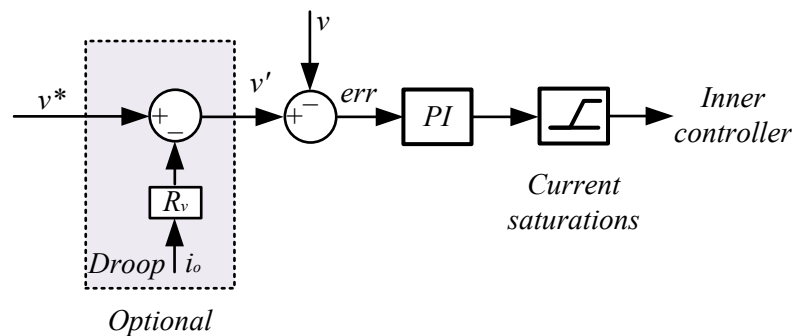 v
v*
+
−
v'
+
−
err
PI
Inner
controller
Rv
Current
saturations
Droop
io
Optional